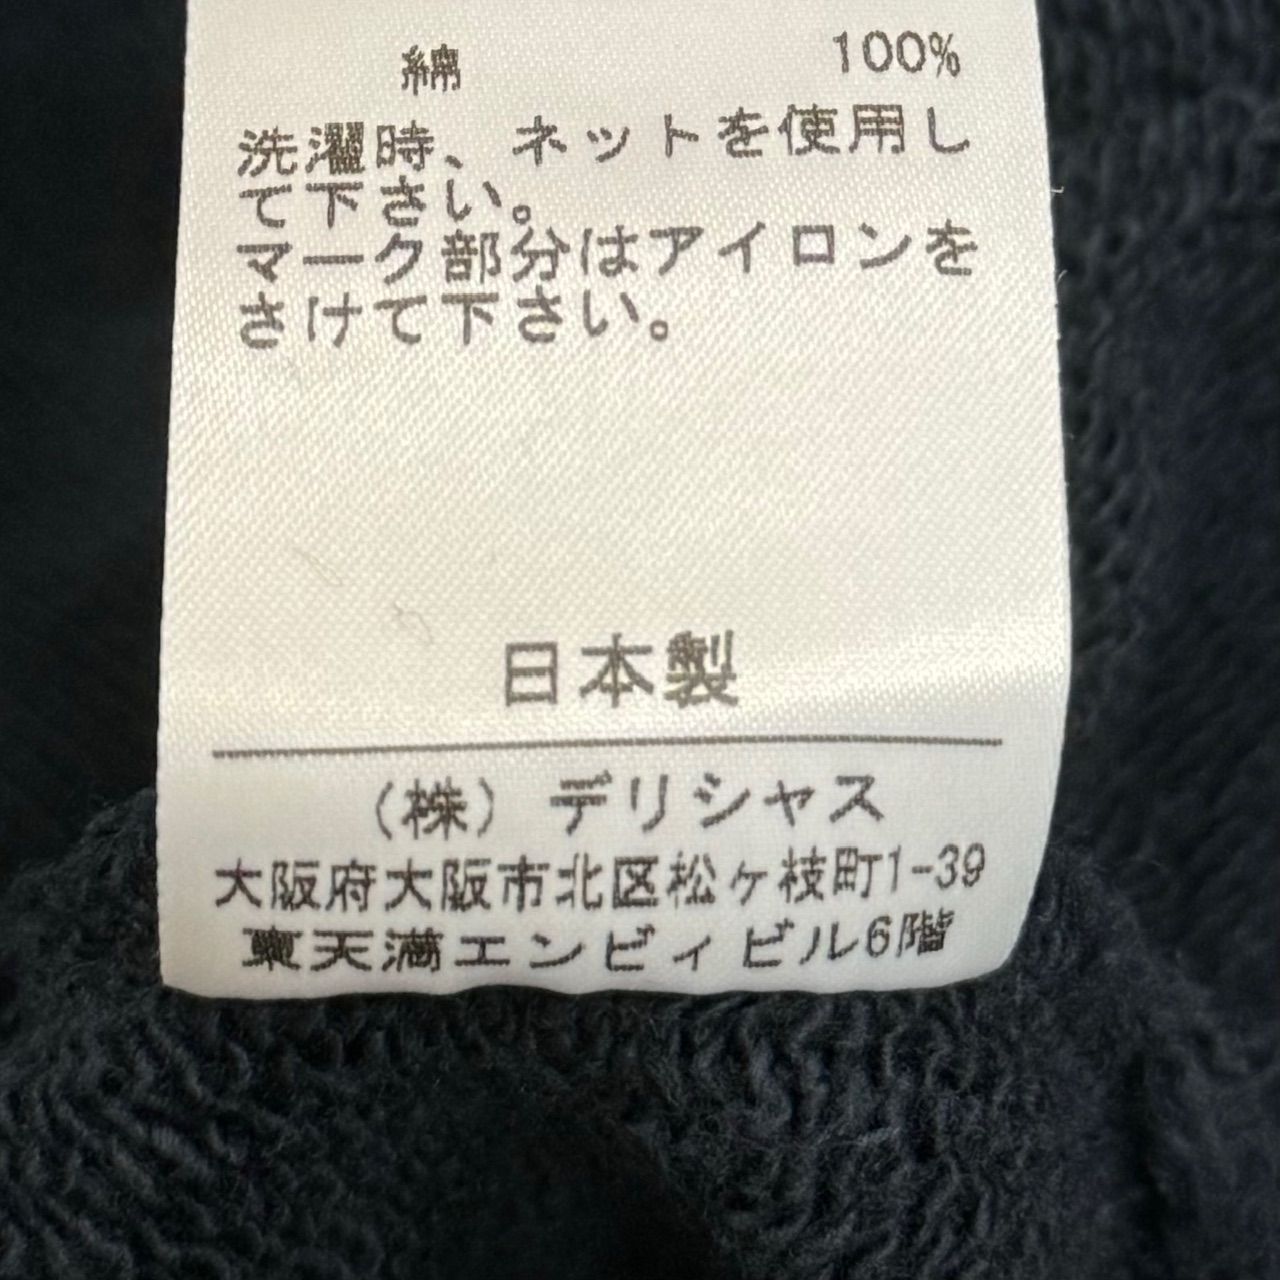 綿 100%
洗濯時、ネットを使用し
て下さい。
マーク部分はアイロンを
さけて下さい。
日本製
（株）デリシャス
大阪府大阪市北区松ヶ枝町1-39
東天満エンビィビル6階